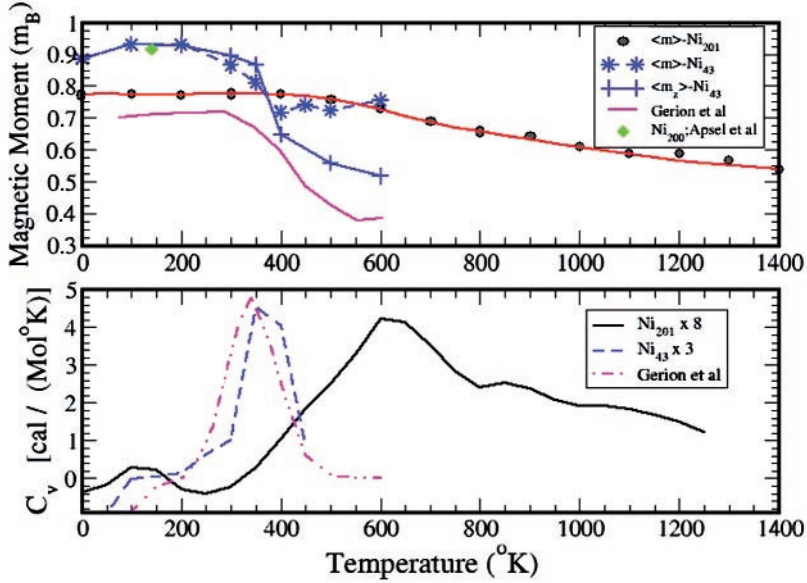 Magnetic Moment (m_B)
1
0.9
0.8
0.7
0.6
0.5
0.4
0.3
<m>-Ni₂₀₁
<m>-Ni₄₃
<m_z>-Ni₄₃
Gerion et al
Ni₂₀₀;Apsel et al
0 200 400 600 800 1000 1200 1400
C_v [cal / (Mol°K)]
5
4
3
2
1
0
Ni₂₀₁ x 8
Ni₄₃ x 3
Gerion et al
0 200 400 600 800 1000 1200 1400
Temperature (°K)